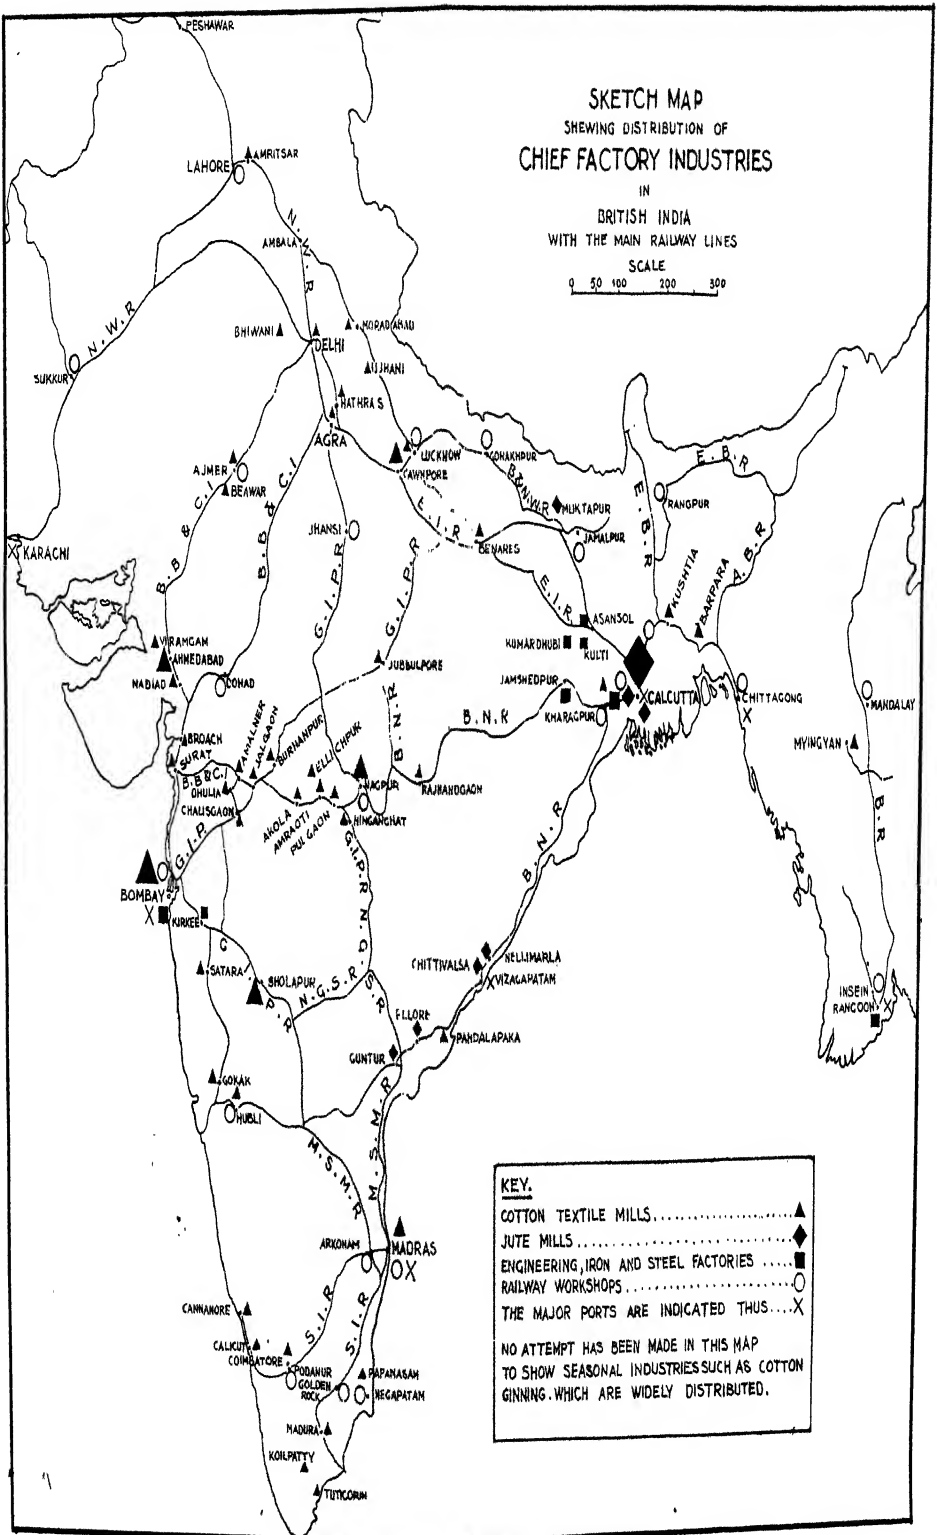 SKETCH MAP
SHEWING DISTRIBUTION OF
CHIEF FACTORY INDUSTRIES
IN
BRITISH INDIA
WITH THE MAIN RAILWAY LINES
SCALE
0 50 100 200 300
PESHAWAR
AMRITSAR
LAHORE
AMBALA
N.W.R
N.W.R
BHIWANI
MORADABAD
DELHI
UJHANI
SUKKUR
HATHRAS
AGRA
LUCKNOW
GORAKHPUR
CAWNPORE
E.B.R
AJMER
BEAWAR
B.B & C.I
B.B & C.I
B&N.W.R
MUKTAPUR
RANGPUR
E.B.R
JHANSI
E.I.R
BENARES
JAMALPUR
KARACHI
G.I.P.R
G.I.P.R
E.I.R
KUSHTIA
BARPARA
A.B.R
ASANSOL
KUMARDHUBI
KULTI
VIRAMGAM
AHMEDABAD
NADIAD
DOHAD
JUBBULPORE
JAMSHEDPUR
CALCUTTA
CHITTAGONG
MANDALAY
KHARAGPUR
B.N.R
B.N.R
MYINGYAN
BROACH
SURAT
AMALNER
JALGAON
BURHANPUR
ELLICHPUR
B.B&C.I
DHULIA
NAGPUR
RAJNANDGAON
CHALISGAON
AKOLA
AMRAOTI
PULGAON
HINGANGHAT
B.R
G.I.P.
G.I.P.R
B.N.R
BOMBAY
KIRKEE
N.G.S.R
G.I.P.R
SATARA
SHOLAPUR
N.G.S.R
CHITTIVALSA
NELLIMARLA
VIZAGAPATAM
INSEIN
RANGOON
ELLORE
PANDALAPAKA
GUNTUR
GOKAK
HUBLI
M.S.M.R
M.S.M.R
ARKONAM
MADRAS
S.I.R
S.I.R
CANNANORE
CALICUT
COIMBATORE
PODANUR
GOLDEN
ROCK
PAPANASAM
NEGAPATAM
MADURA
KOILPATTY
TUTICORIN
KEY.
COTTON TEXTILE MILLS
JUTE MILLS
ENGINEERING, IRON AND STEEL FACTORIES
RAILWAY WORKSHOPS
THE MAJOR PORTS ARE INDICATED THUS....X
NO ATTEMPT HAS BEEN MADE IN THIS MAP
TO SHOW SEASONAL INDUSTRIES SUCH AS COTTON
GINNING. WHICH ARE WIDELY DISTRIBUTED.